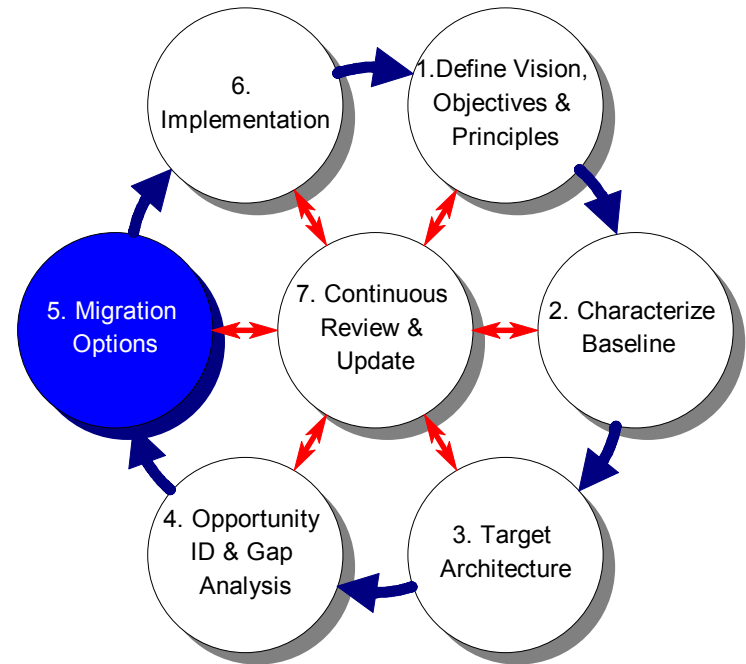 1.Define Vision,
Objectives &
Principles
2. Characterize
Baseline
3. Target
Architecture
4. Opportunity
ID & Gap
Analysis
5. Migration
Options
6.
Implementation
7. Continuous
Review &
Update